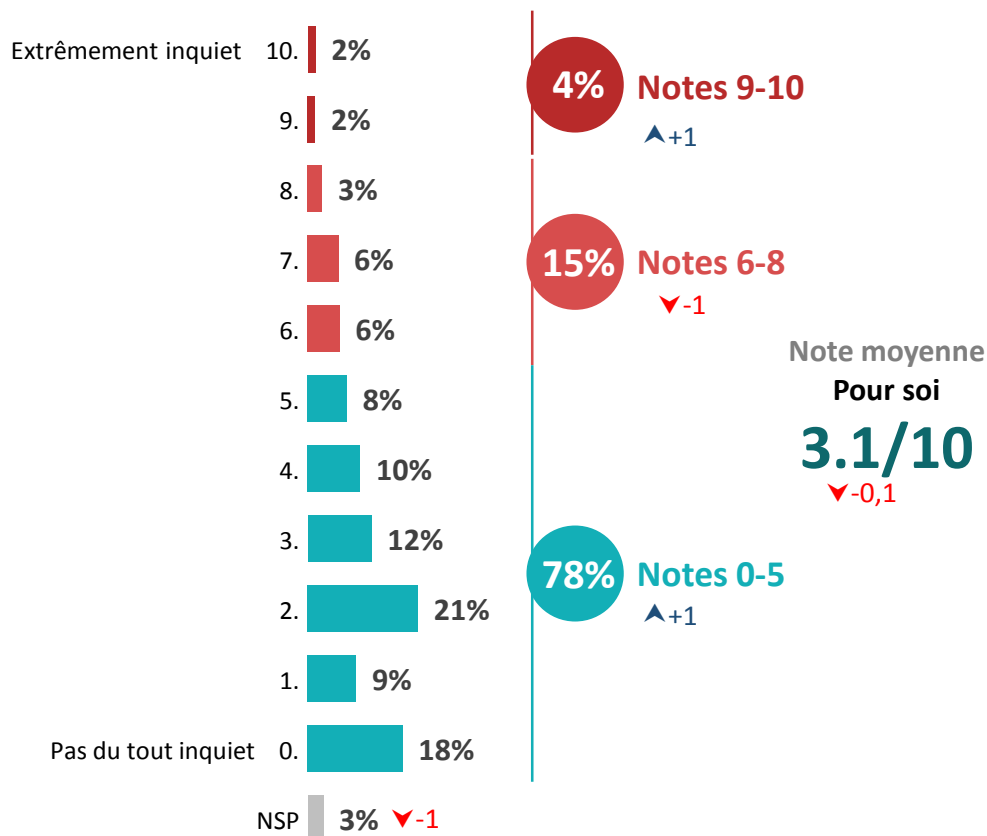 Extrêmement inquiet 10. 2%
9. 2%
8. 3%
7. 6%
6. 6%
5. 8%
4. 10%
3. 12%
2. 21%
1. 9%
Pas du tout inquiet 0. 18%
NSP 3% -1
4% Notes 9-10
+1
15% Notes 6-8
-1
78% Notes 0-5
+1
Note moyenne
Pour soi
3.1/10
-0,1